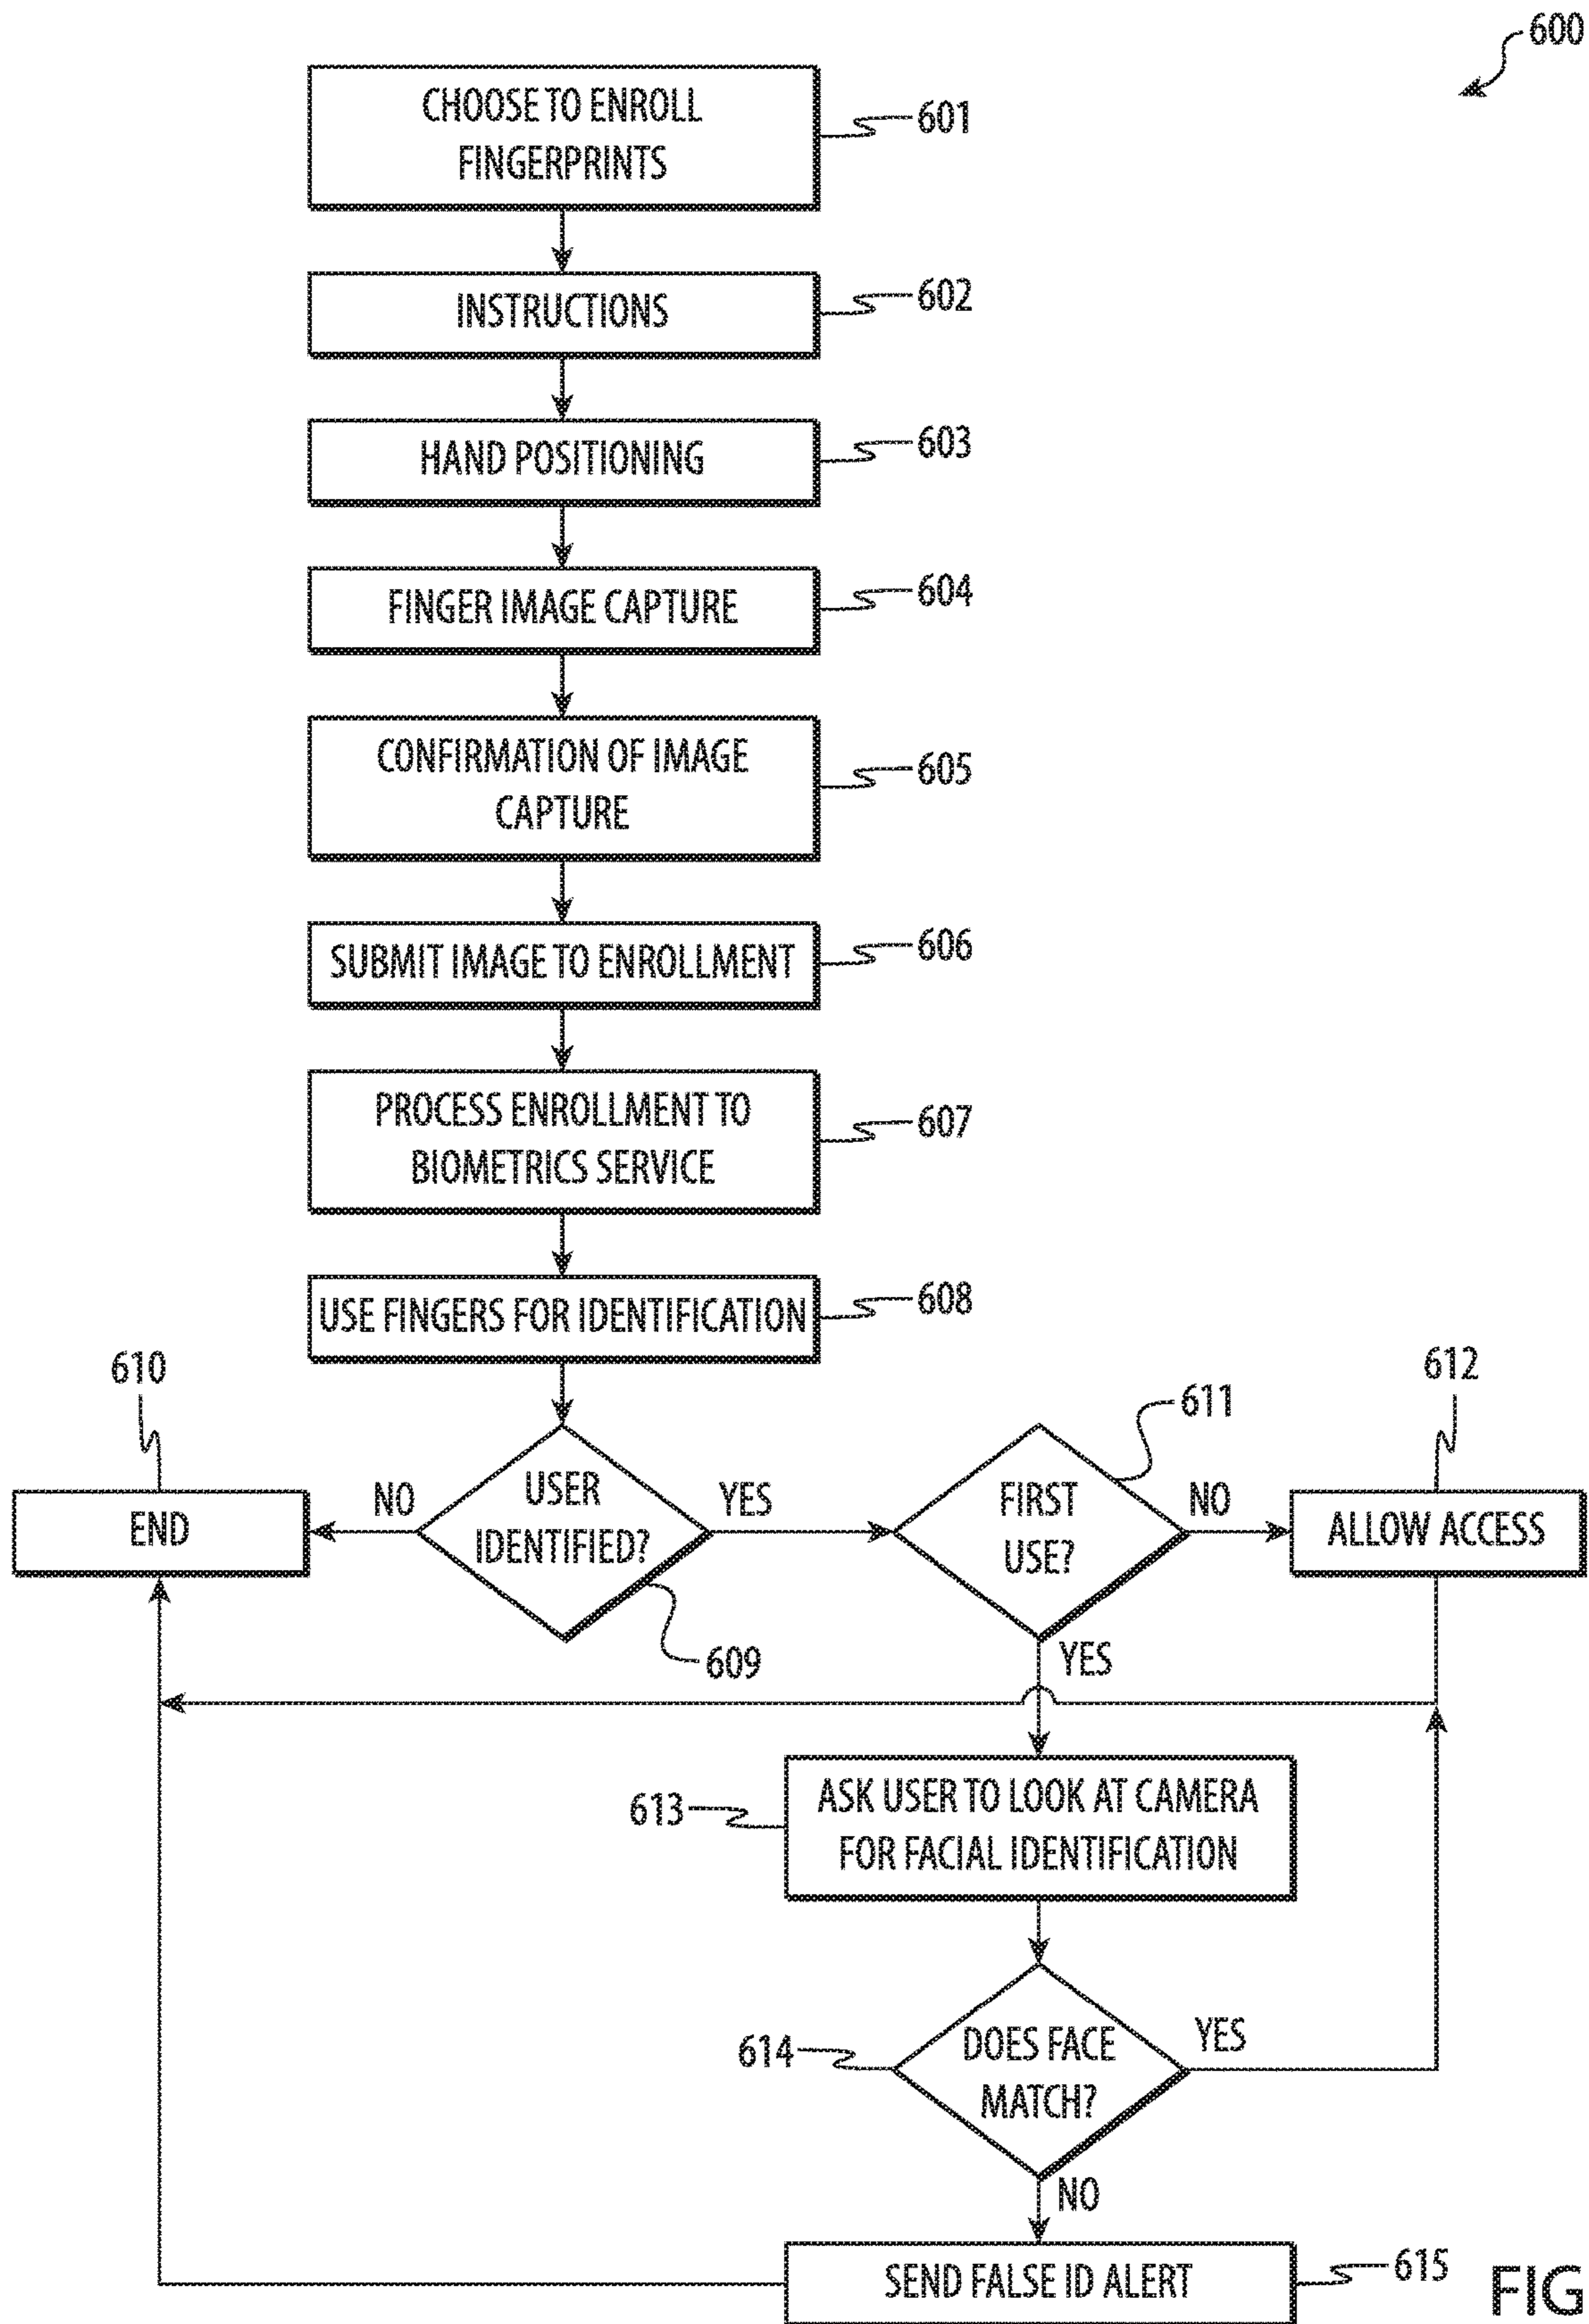 600
CHOOSE TO ENROLL
FINGERPRINTS
601
INSTRUCTIONS
602
HAND POSITIONING
603
FINGER IMAGE CAPTURE
604
CONFIRMATION OF IMAGE
CAPTURE
605
SUBMIT IMAGE TO ENROLLMENT
606
PROCESS ENROLLMENT TO
BIOMETRICS SERVICE
607
USE FINGERS FOR IDENTIFICATION
608
610
END
NO
USER
IDENTIFIED?
609
YES
FIRST
USE?
611
NO
612
ALLOW ACCESS
YES
613
ASK USER TO LOOK AT CAMERA
FOR FACIAL IDENTIFICATION
614
DOES FACE
MATCH?
YES
NO
SEND FALSE ID ALERT
615
FIG